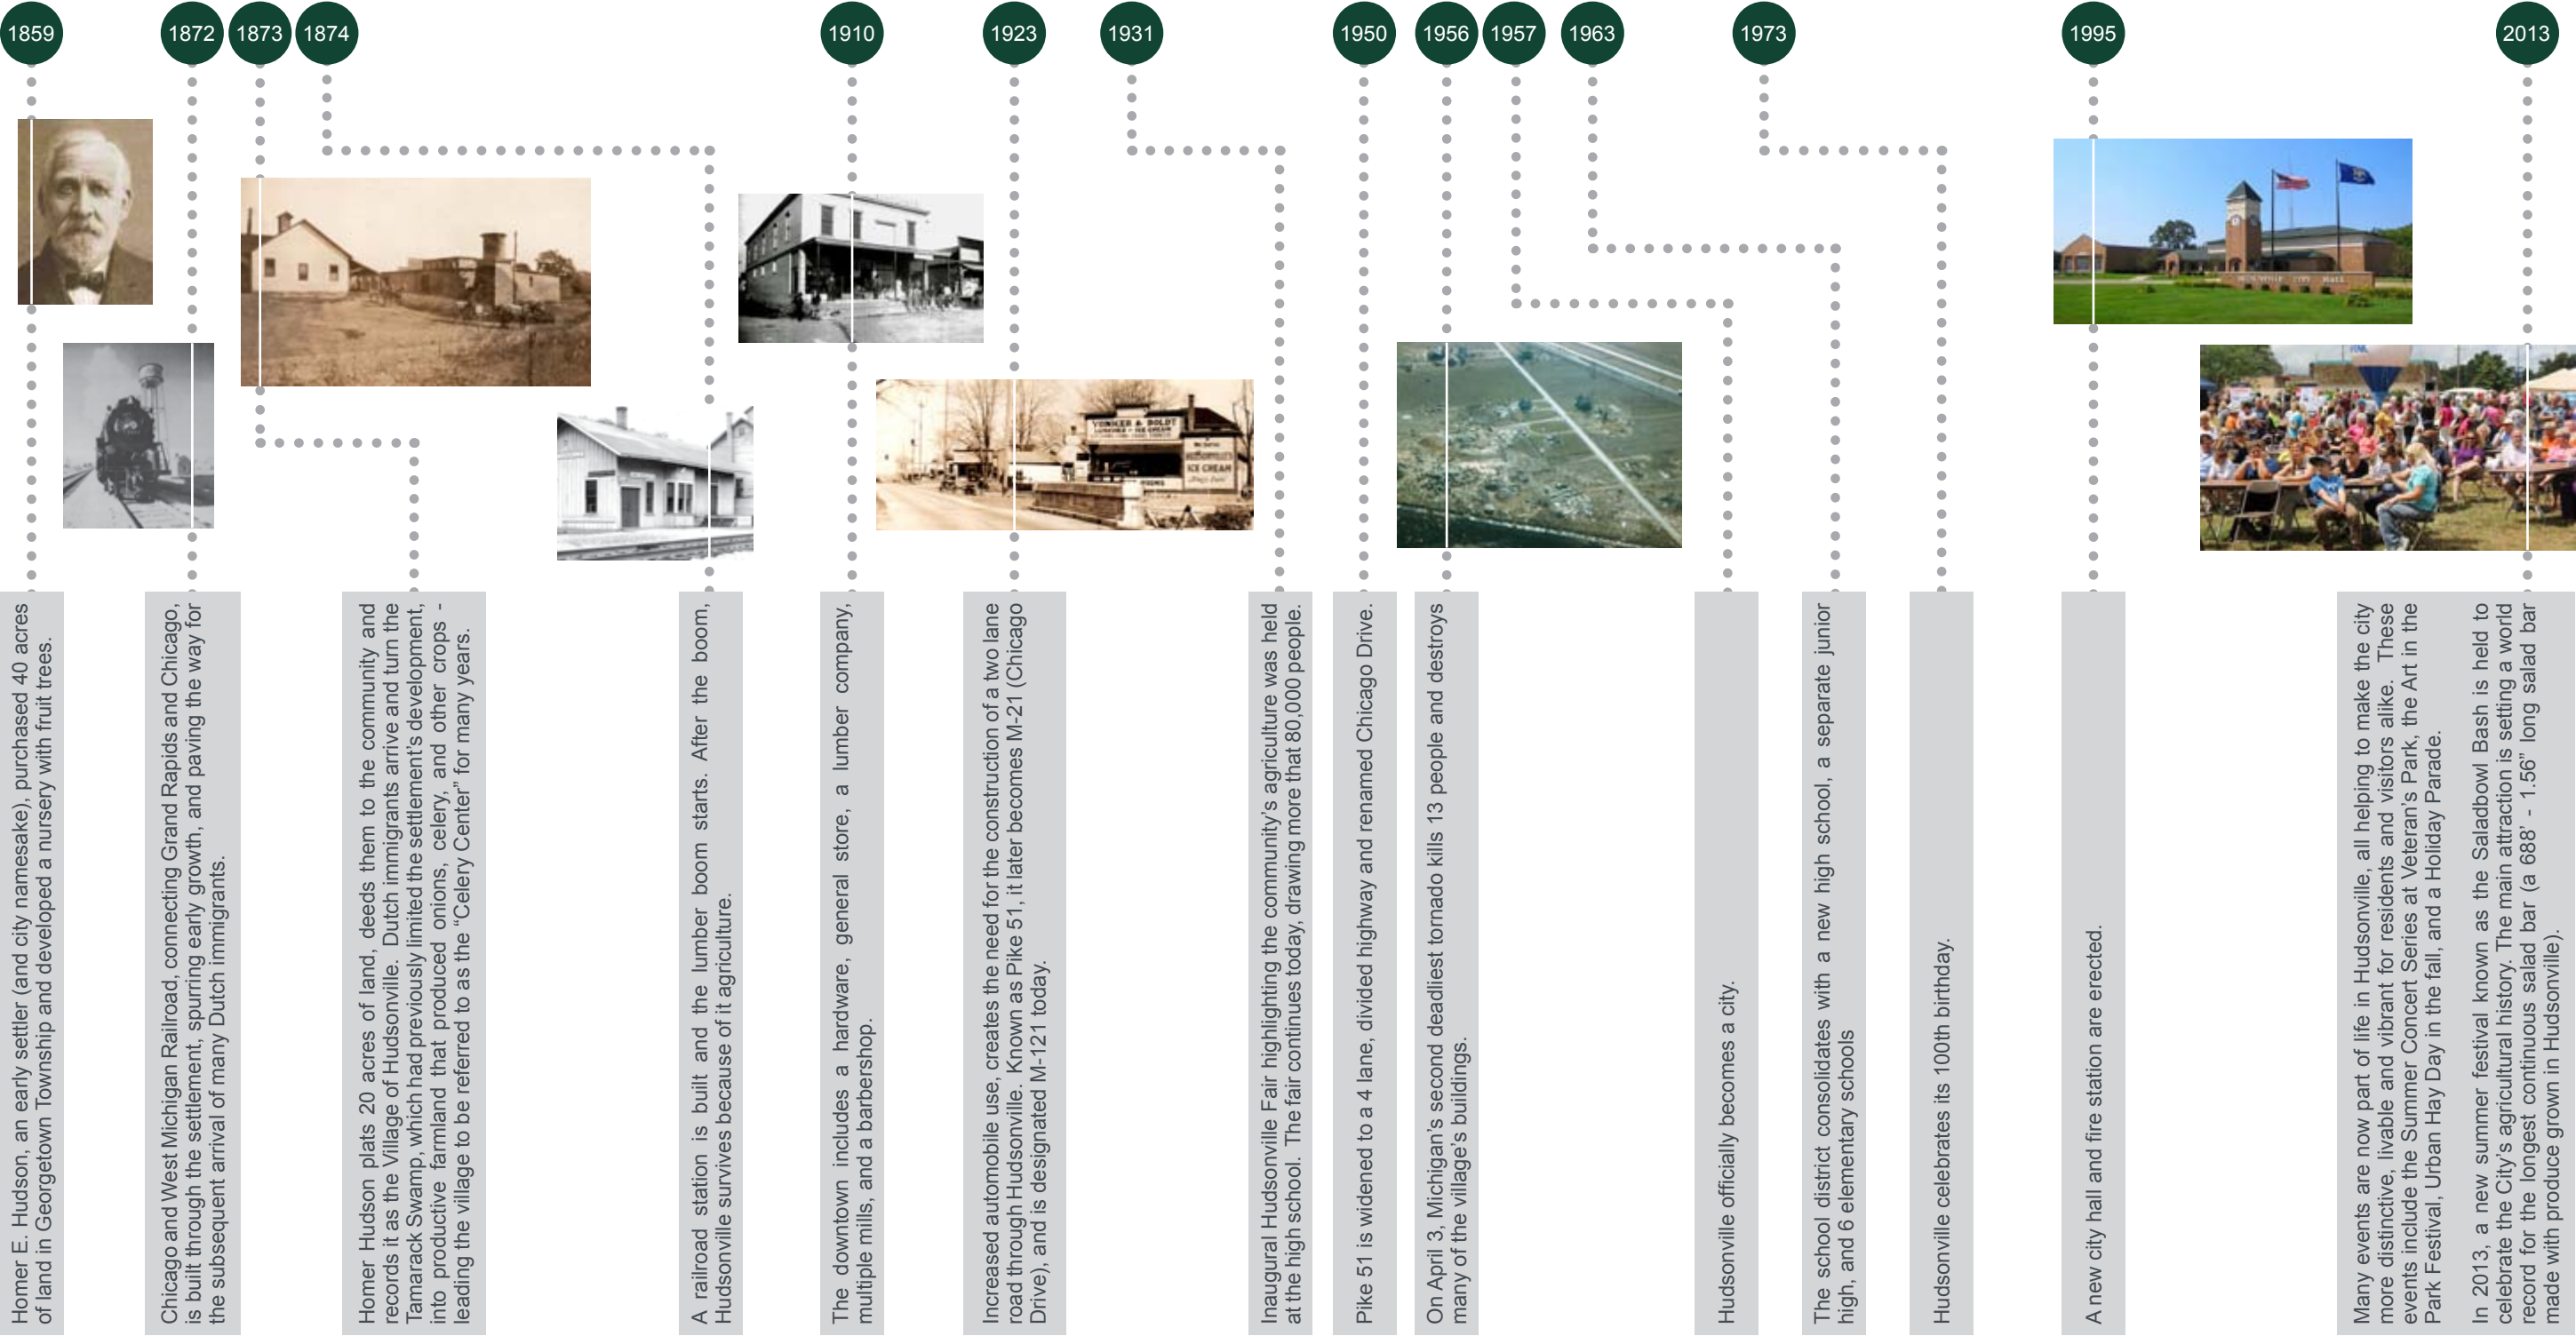 1859
1872
1873
1874
1910
1923
1931
1950
1956
1957
1963
1973
1995
2013
YONKER & BOLDT
ICE CREAM
Homer E. Hudson, an early settler (and city namesake), purchased 40 acres
of land in Georgetown Township and developed a nursery with fruit trees.
Chicago and West Michigan Railroad, connecting Grand Rapids and Chicago,
is built through the settlement, spurring early growth, and paving the way for
the subsequent arrival of many Dutch immigrants.
Homer Hudson plats 20 acres of land, deeds them to the community and
records it as the Village of Hudsonville. Dutch immigrants arrive and turn the
Tamarack Swamp, which had previously limited the settlement's development,
into productive farmland that produced onions, celery, and other crops -
leading the village to be referred to as the “Celery Center” for many years.
A railroad station is built and the lumber boom starts. After the boom,
Hudsonville survives because of it agriculture.
The downtown includes a hardware, general store, a lumber company,
multiple mills, and a barbershop.
Increased automobile use, creates the need for the construction of a two lane
road through Hudsonville. Known as Pike 51, it later becomes M-21 (Chicago
Drive), and is designated M-121 today.
Inaugural Hudsonville Fair highlighting the community's agriculture was held
at the high school. The fair continues today, drawing more that 80,000 people.
Pike 51 is widened to a 4 lane, divided highway and renamed Chicago Drive.
On April 3, Michigan's second deadliest tornado kills 13 people and destroys
many of the village's buildings.
Hudsonville officially becomes a city.
The school district consolidates with a new high school, a separate junior
high, and 6 elementary schools
Hudsonville celebrates its 100th birthday.
A new city hall and fire station are erected.
Many events are now part of life in Hudsonville, all helping to make the city
more distinctive, livable and vibrant for residents and visitors alike. These
events include the Summer Concert Series at Veteran's Park, the Art in the
Park Festival, Urban Hay Day in the fall, and a Holiday Parade.
In 2013, a new summer festival known as the Saladbowl Bash is held to
celebrate the City's agricultural history. The main attraction is setting a world
record for the longest continuous salad bar (a 688’ - 1.56” long salad bar
made with produce grown in Hudsonville).